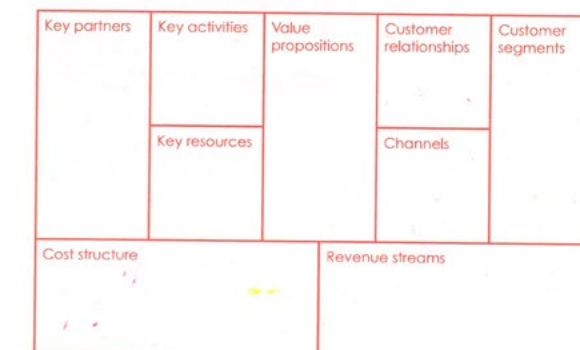 Key partners
Key activities
Value
propositions
Customer
relationships
Customer
segments
Key resources
Channels
Cost structure
Revenue streams